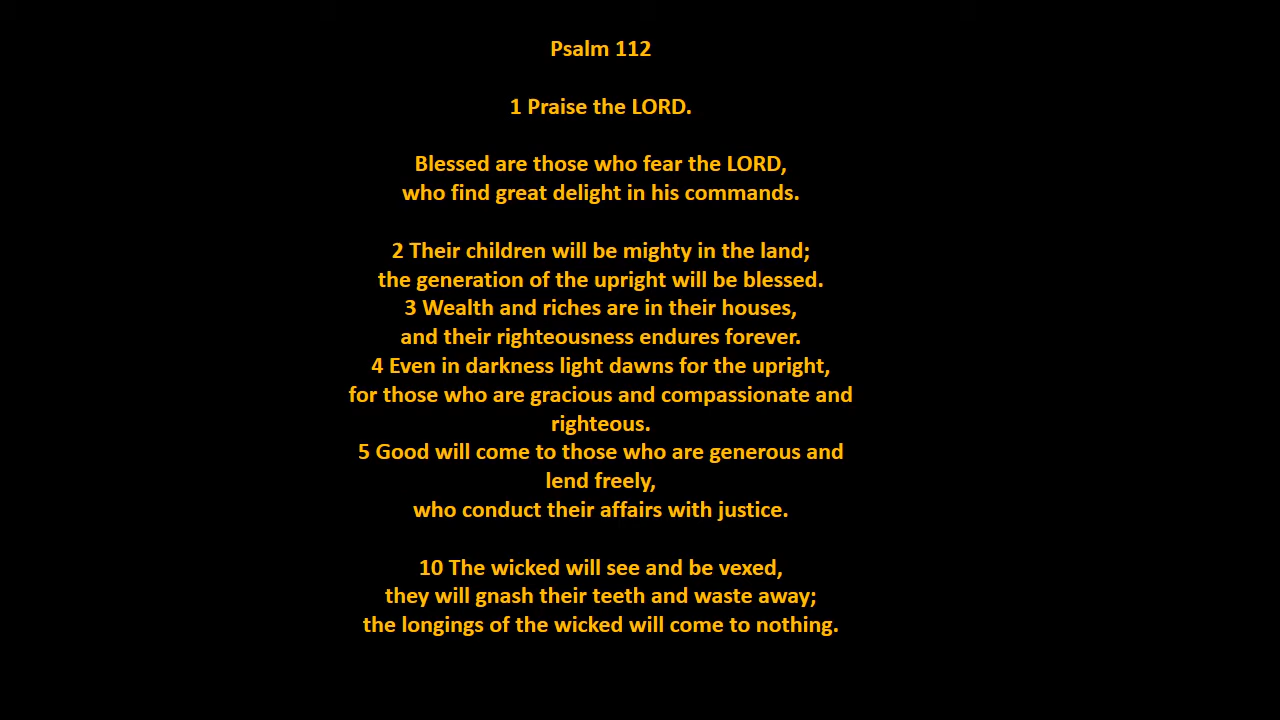 Psalm 112
1 Praise the LORD.
Blessed are those who fear the LORD,
who find great delight in his commands.
2 Their children will be mighty in the land;
the generation of the upright will be blessed.
3 Wealth and riches are in their houses,
and their righteousness endures forever.
4 Even in darkness light dawns for the upright,
for those who are gracious and compassionate and
righteous.
5 Good will come to those who are generous and
lend freely,
who conduct their affairs with justice.
10 The wicked will see and be vexed,
they will gnash their teeth and waste away;
the longings of the wicked will come to nothing.